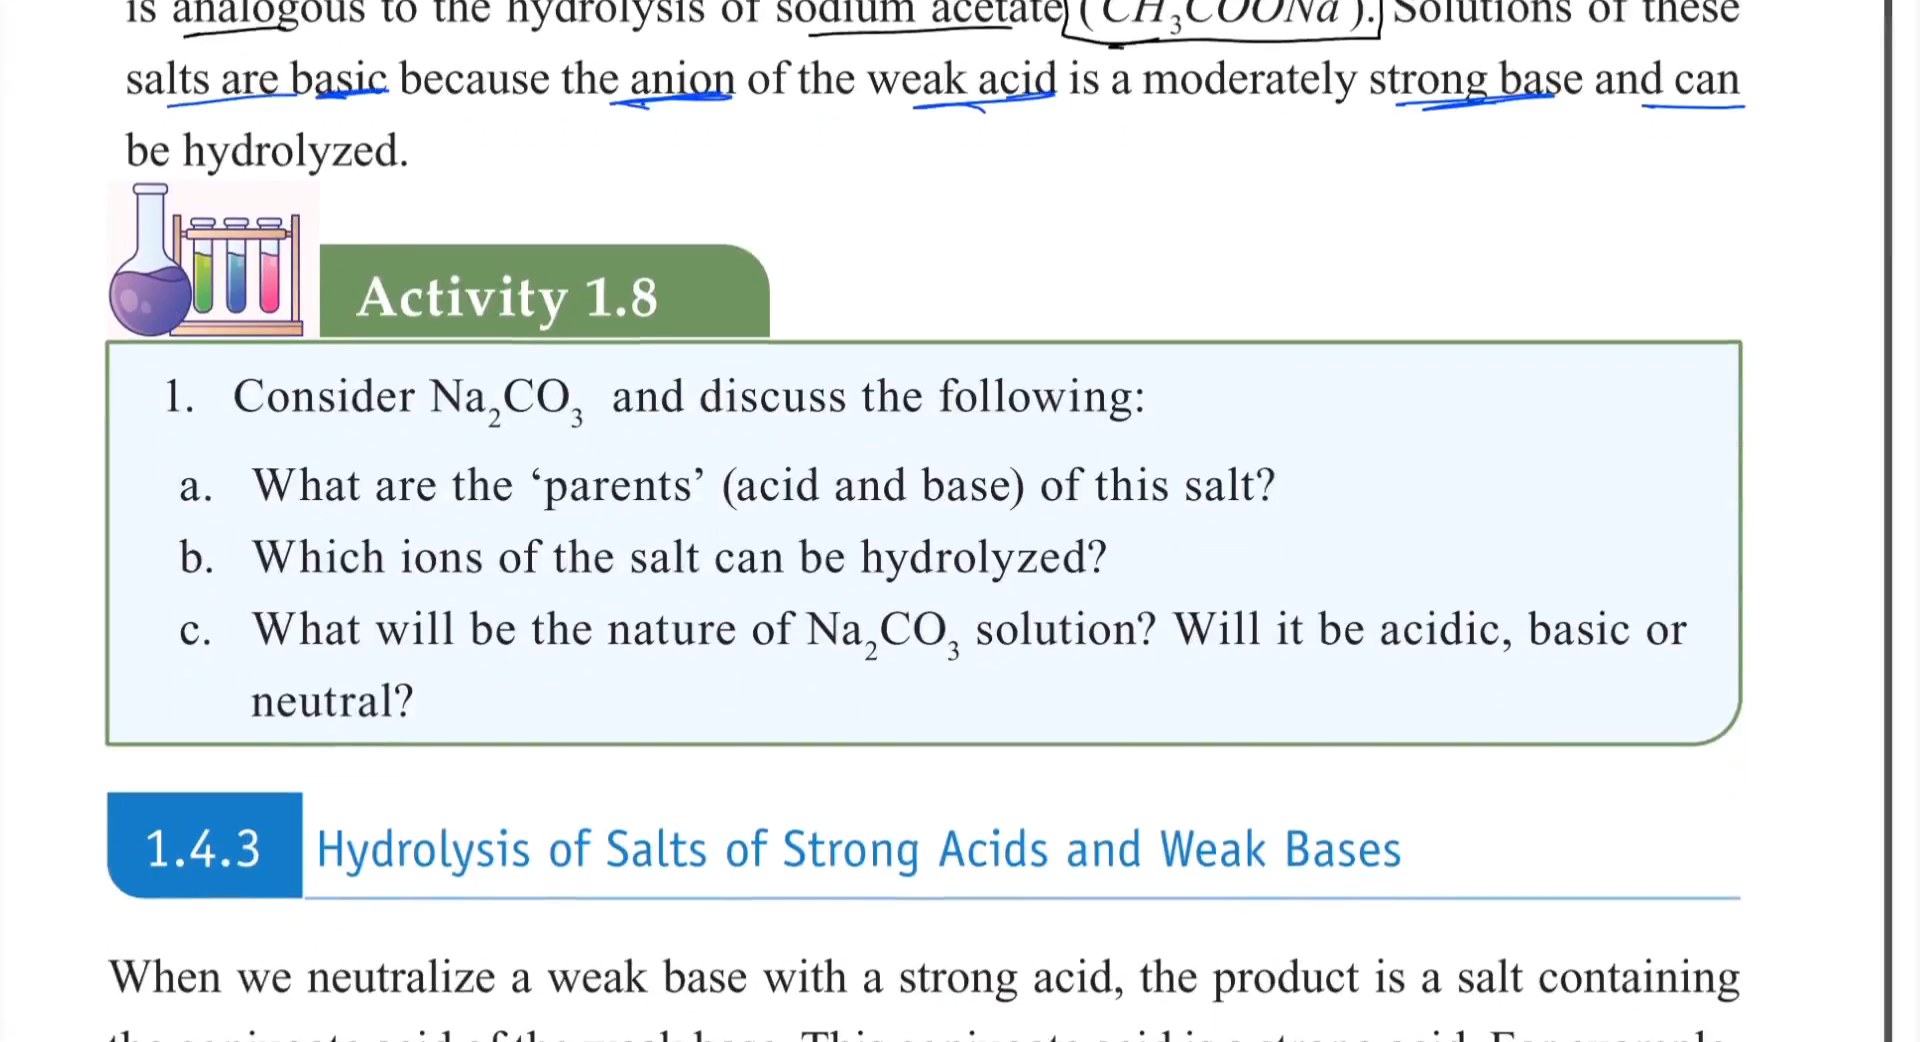 is analogous to the hydrolysis of sodium acetate (CH₃COONa). Solutions of these
salts are basic because the anion of the weak acid is a moderately strong base and can
be hydrolyzed.
Activity 1.8
1. Consider Na₂CO₃ and discuss the following:
a. What are the ‘parents’ (acid and base) of this salt?
b. Which ions of the salt can be hydrolyzed?
c. What will be the nature of Na₂CO₃ solution? Will it be acidic, basic or
neutral?
1.4.3 Hydrolysis of Salts of Strong Acids and Weak Bases
When we neutralize a weak base with a strong acid, the product is a salt containing